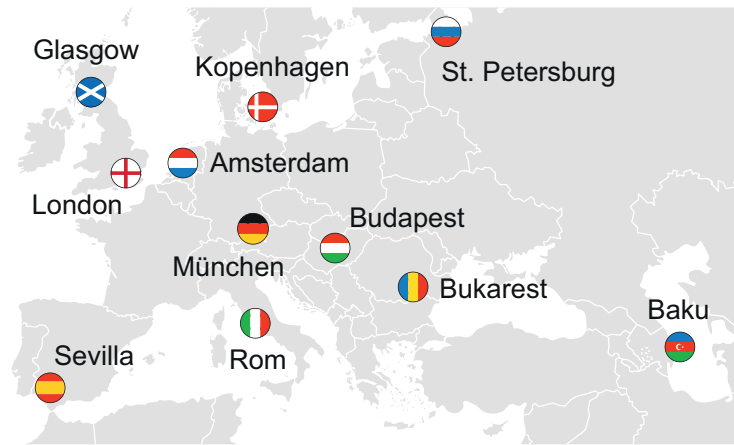 Glasgow
Kopenhagen
St. Petersburg
Amsterdam
London
Budapest
München
Bukarest
Baku
Sevilla
Rom